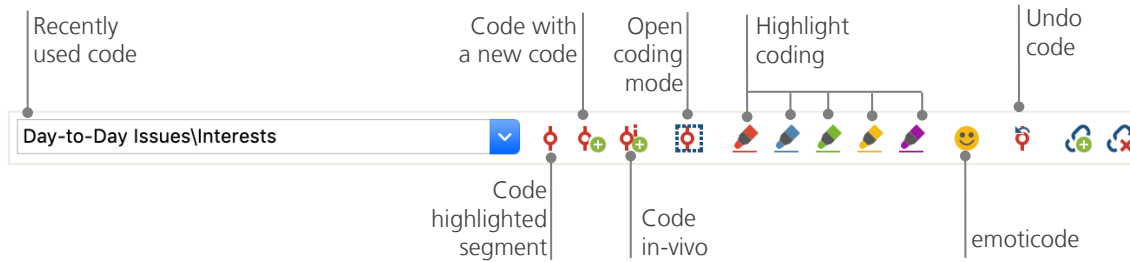 Recently
used code
Code with
a new code
Open
coding
mode
Highlight
coding
Undo
code
Day-to-Day Issues\Interests
Code
highlighted
segment
Code
in-vivo
emoticode